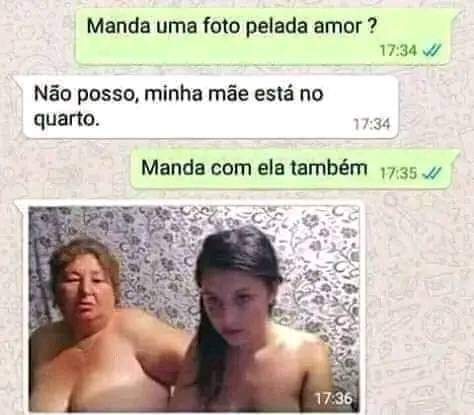 Manda uma foto pelada amor ?
17:34
Não posso, minha mãe está no
quarto.
17:34
Manda com ela também
17:35
17:36